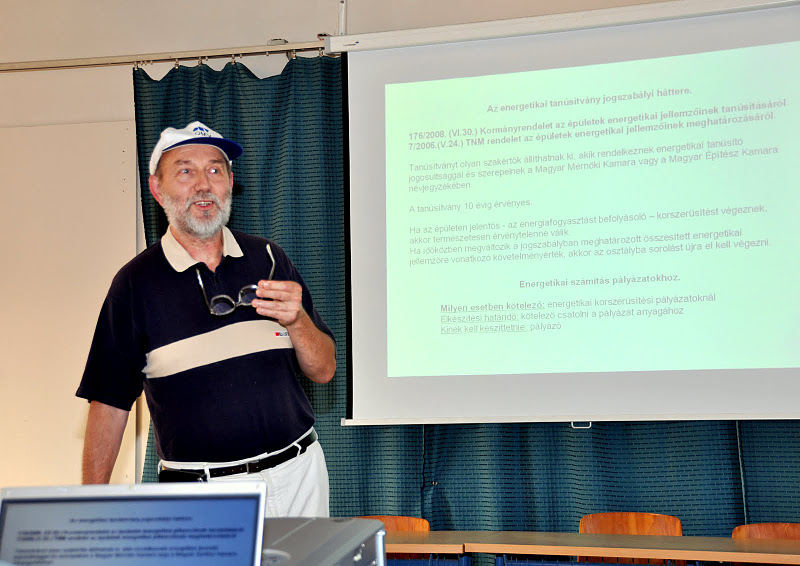 Az energetikai tanúsítvány jogszabályi háttere.
176/2008. (VI.30.) Kormányrendelet az épületek energetikai jellemzőinek tanúsításáról
7/2006.(V.24.) TNM rendelet az épületek energetikai jellemzőinek meghatározásáról.
Tanúsítványt olyan szakértők állíthatnak ki, akik rendelkeznek energetikai tanúsító
jogosultsággal és szerepelnek a Magyar Mérnöki Kamara vagy a Magyar Építész Kamara
névjegyzékében.
A tanúsítvány 10 évig érvényes.
Ha az épületen jelentős - az energiafogyasztást befolyásoló – korszerűsítést végeznek,
akkor természetesen érvénytelenné válik.
Ha időközben megváltozik a jogszabályban meghatározott összesített energetikai
jellemzőre vonatkozó követelményérték, akkor az osztályba sorolást újra el kell végezni.
Energetikai számítás pályázatokhoz.
Milyen esetben kötelező: energetikai korszerűsítési pályázatoknál
Elkészítési határidő: kötelező csatolni a pályázat anyagához
Kinek kell készíttetnie: pályázó
Az energetikai tanúsítvány jogszabályi háttere.